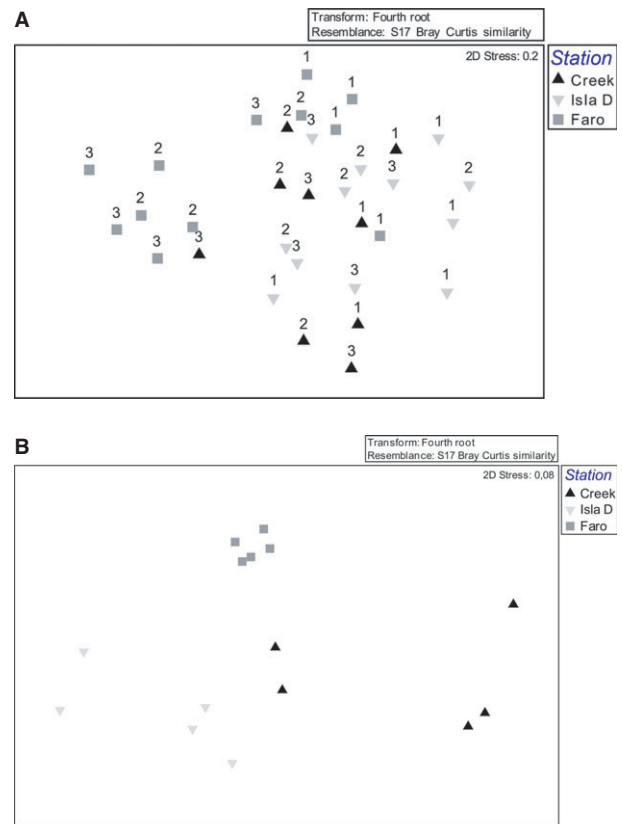 A
Transform: Fourth root
Resemblance: S17 Bray Curtis similarity
2D Stress: 0.2
Station
Creek
Isla D
Faro
1
1
3 2 2 1
3 1 1
3 2 2
2 3 2 3 2
2 1 1
3 2 1
3 3 2 3
1 3 1
1
2
3
B
Transform: Fourth root
Resemblance: S17 Bray Curtis similarity
2D Stress: 0,08
Station
Creek
Isla D
Faro